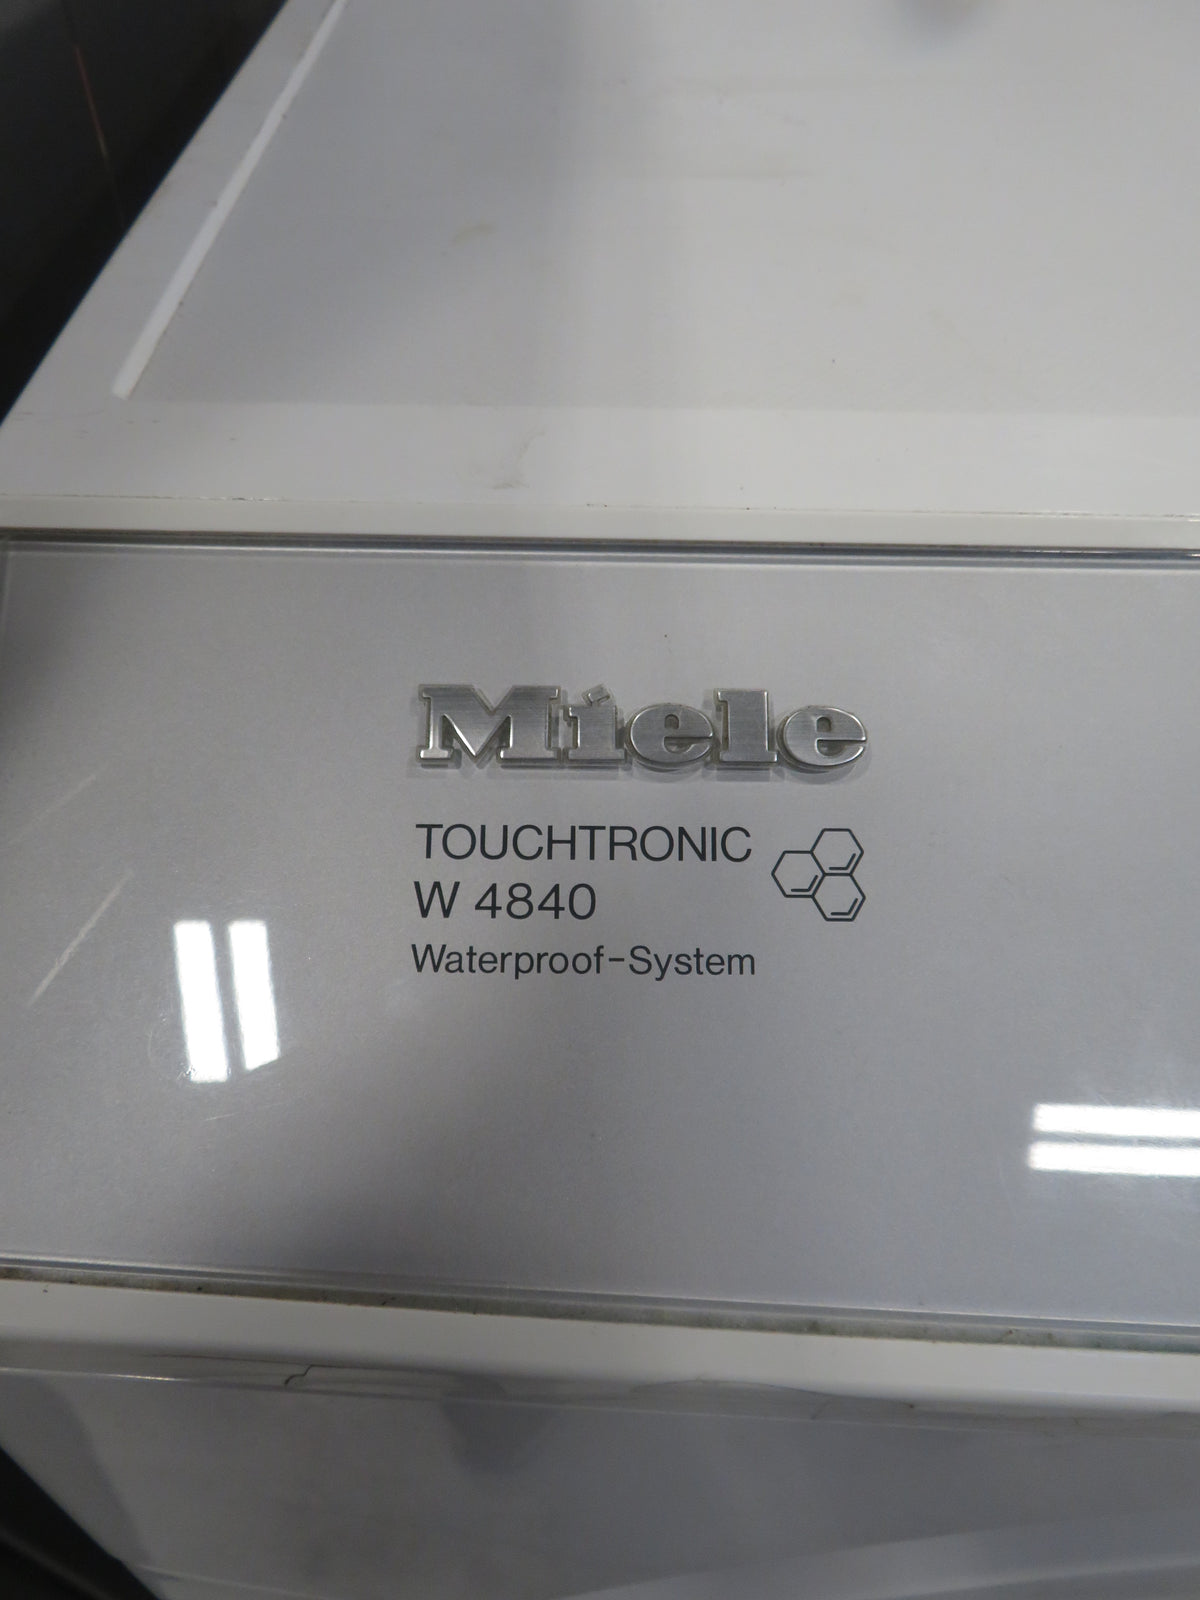 Miele
TOUCHTRONIC
W 4840
Waterproof-System